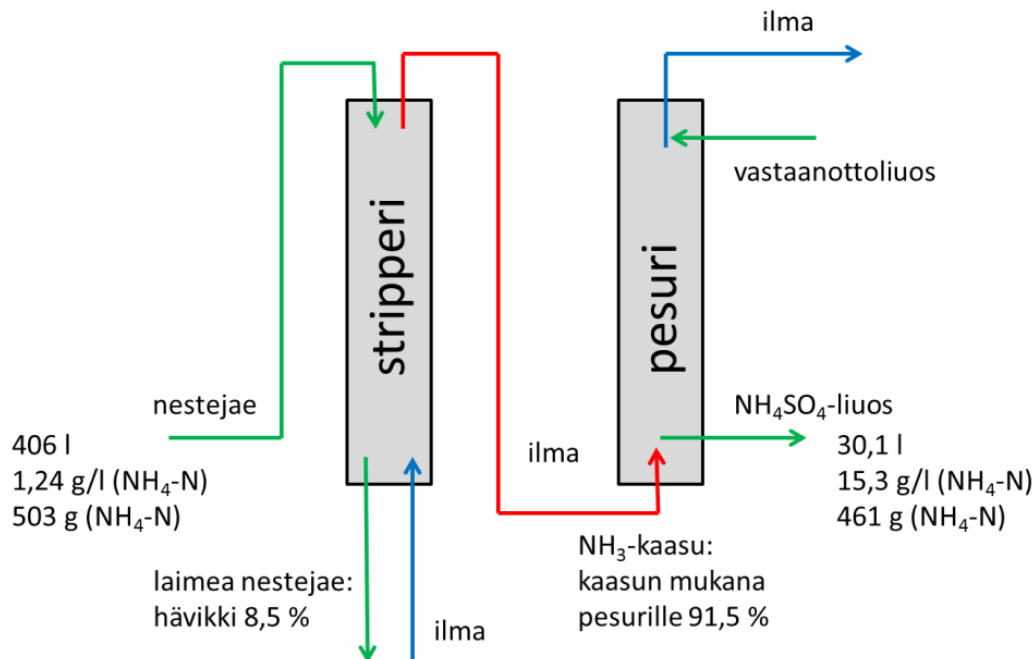 ilma
stripperi
pesuri
vastaanottoliuos
nestejae
406 l
1,24 g/l (NH₄-N)
503 g (NH₄-N)
NH₄SO₄-liuos
30,1 l
15,3 g/l (NH₄-N)
461 g (NH₄-N)
ilma
laimea nestejae:
hävikki 8,5 %
ilma
NH₃-kaasu:
kaasun mukana
pesurille 91,5 %